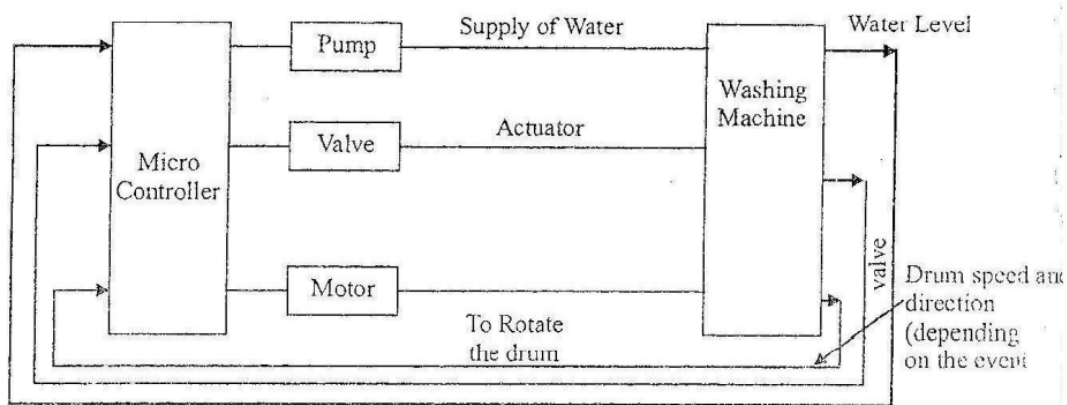 Pump
Supply of Water
Water Level
Washing
Machine
Valve
Actuator
Micro
Controller
Motor
valve
To Rotate
the drum
Drum speed and
direction
(depending
on the event